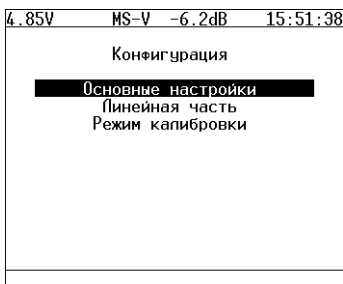 4.85V MS-V -6.2dB 15:51:38
Конфигурация
Основные настройки
Линейная часть
Режим калибровки